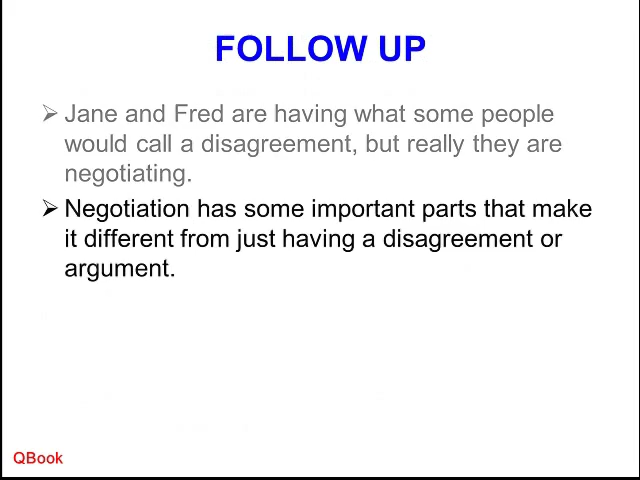 FOLLOW UP
➢ Jane and Fred are having what some people
would call a disagreement, but really they are
negotiating.
➢ Negotiation has some important parts that make
it different from just having a disagreement or
argument.
QBook